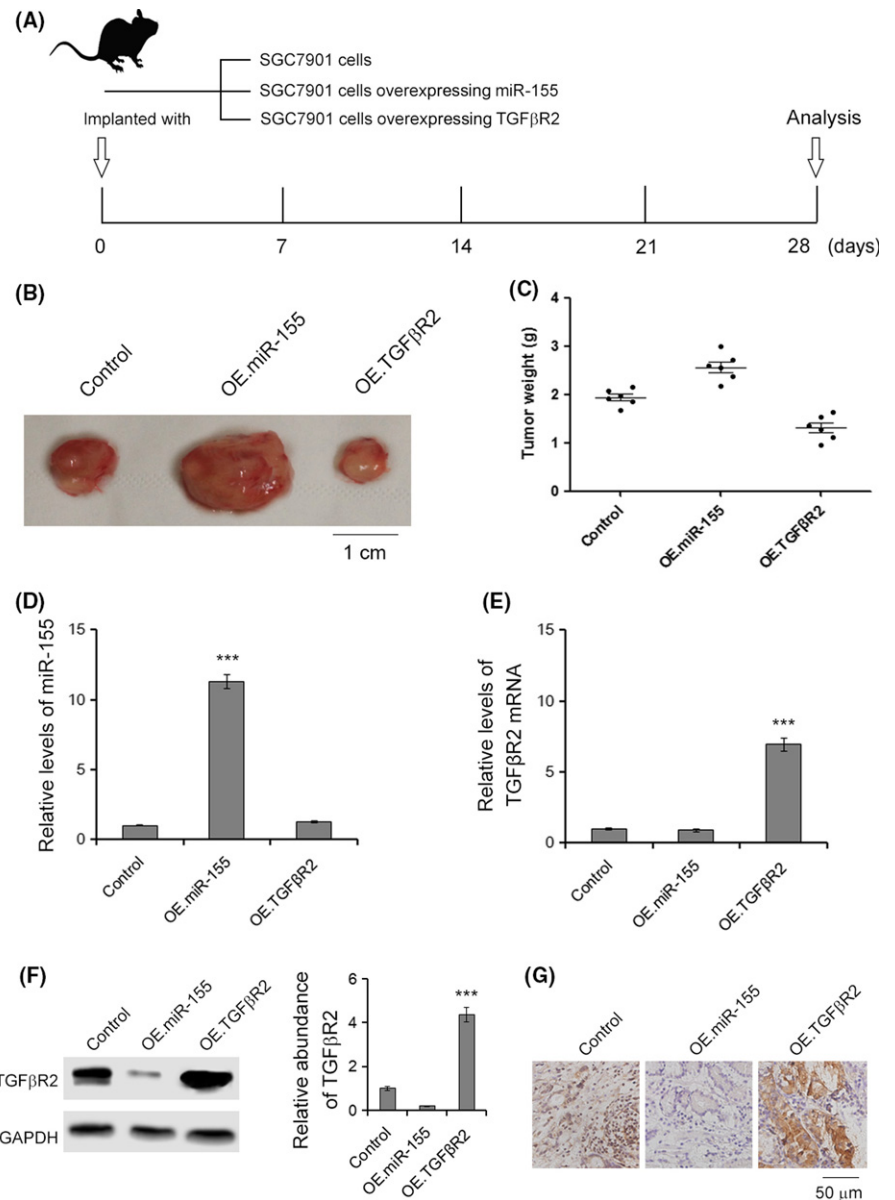 (A)
SGC7901 cells
SGC7901 cells overexpressing miR-155
SGC7901 cells overexpressing TGFβR2
Implanted with
Analysis
0 7 14 21 28 (days)
(B)
Control
OE.miR-155
OE.TGFβR2
1 cm
(C)
Tumor weight (g)
4
3
2
1
0
Control
OE.miR-155
OE.TGFβR2
(D)
Relative levels of miR-155
15
10
5
0
***
Control
OE.miR-155
OE.TGFβR2
(E)
Relative levels of
TGFβR2 mRNA
15
10
5
0
***
Control
OE.miR-155
OE.TGFβR2
(F)
Control
OE.miR-155
OE.TGFβR2
TGFβR2
GAPDH
Relative abundance
of TGFβR2
6
4
2
0
***
Control
OE.miR-155
OE.TGFβR2
(G)
Control
OE.miR-155
OE.TGFβR2
50 μm